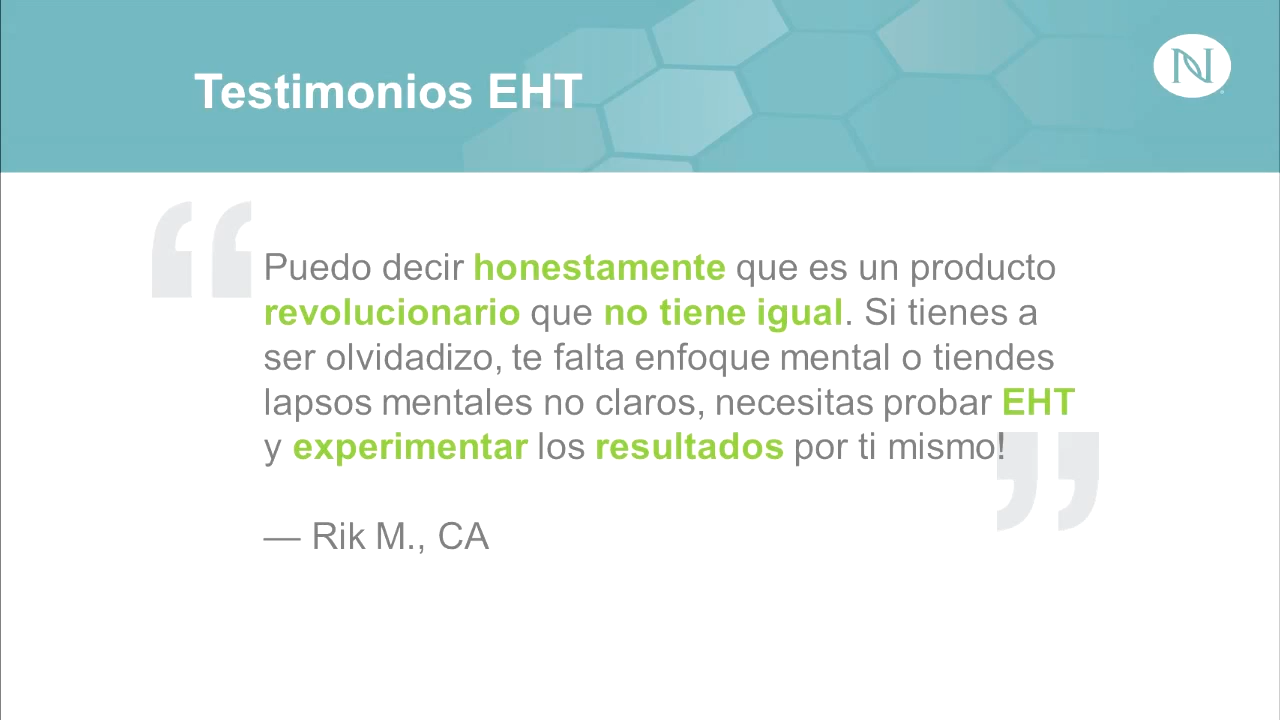 Testimonios EHT
N
Puedo decir honestamente que es un producto
revolucionario que no tiene igual. Si tienes a
ser olvidadizo, te falta enfoque mental o tiendes
lapsos mentales no claros, necesitas probar EHT
y experimentar los resultados por ti mismo!
— Rik M., CA